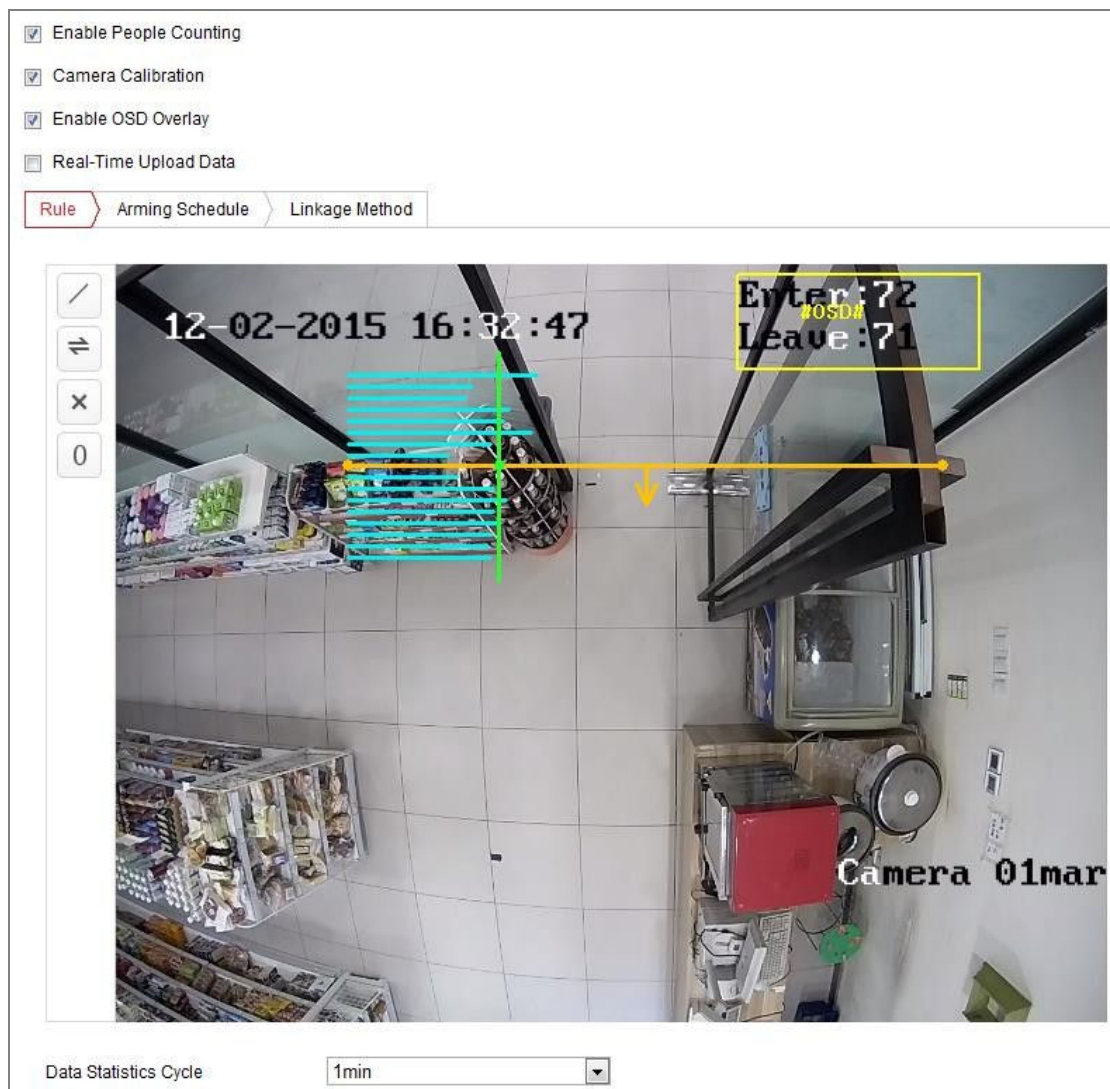 Enable People Counting
Camera Calibration
Enable OSD Overlay
Real-Time Upload Data
Rule Arming Schedule Linkage Method
12-02-2015 16:32:47
Enter:72
#OSD#
Leave:71
0
Camera 01mar
Data Statistics Cycle 1min